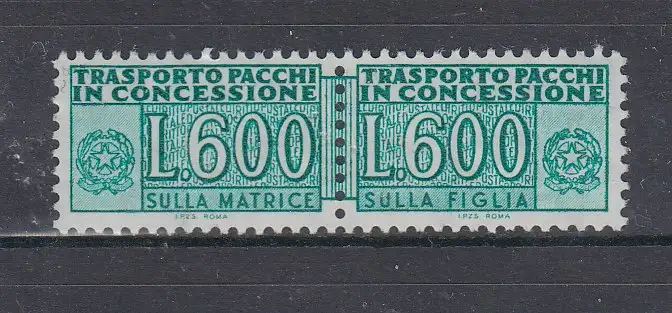 TRASPORTO PACCHI
IN CONCESSIONE
L.600
SULLA MATRICE
I.P.Z.S. ROMA
TRASPORTO PACCHI
IN CONCESSIONE
L.600
SULLA FIGLIA
I.P.Z.S. ROMA